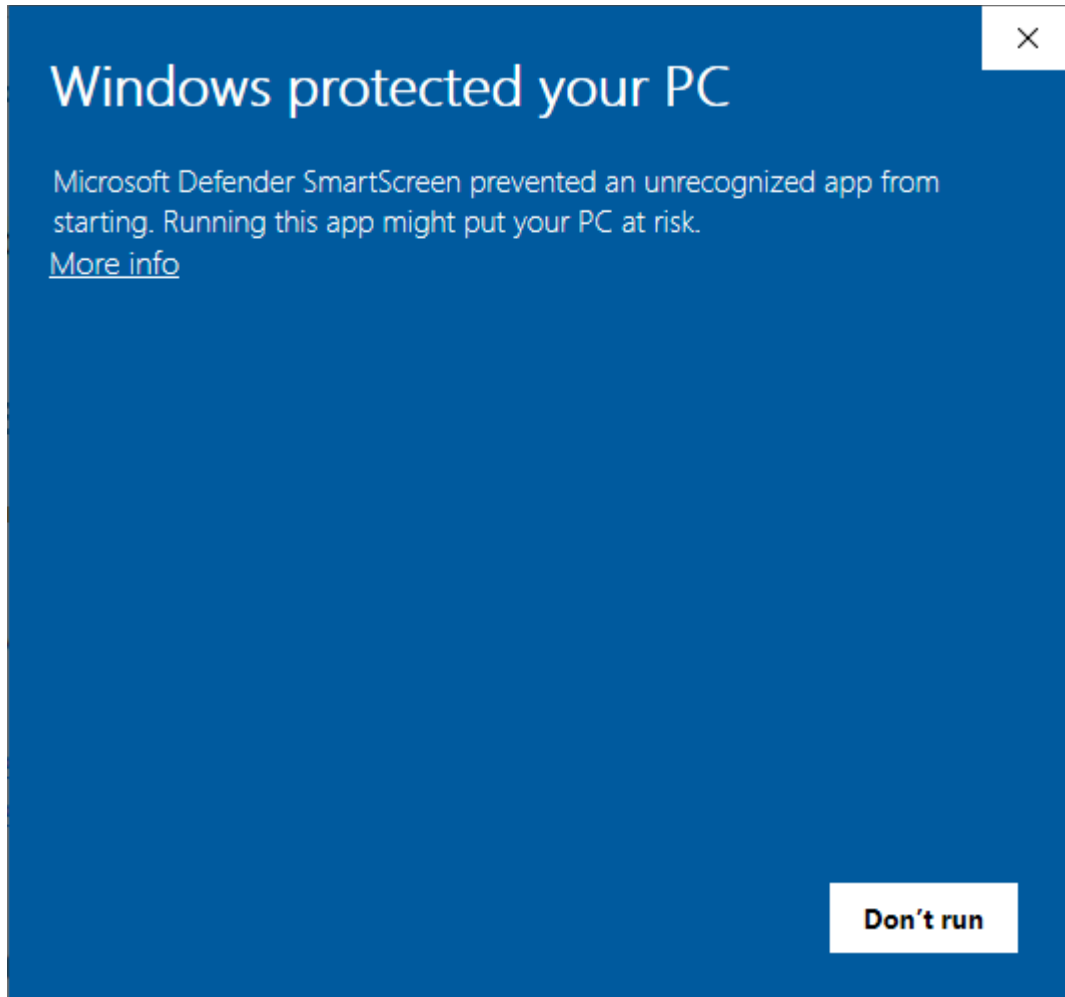 Windows protected your PC
Microsoft Defender SmartScreen prevented an unrecognized app from
starting. Running this app might put your PC at risk.
More info
Don’t run